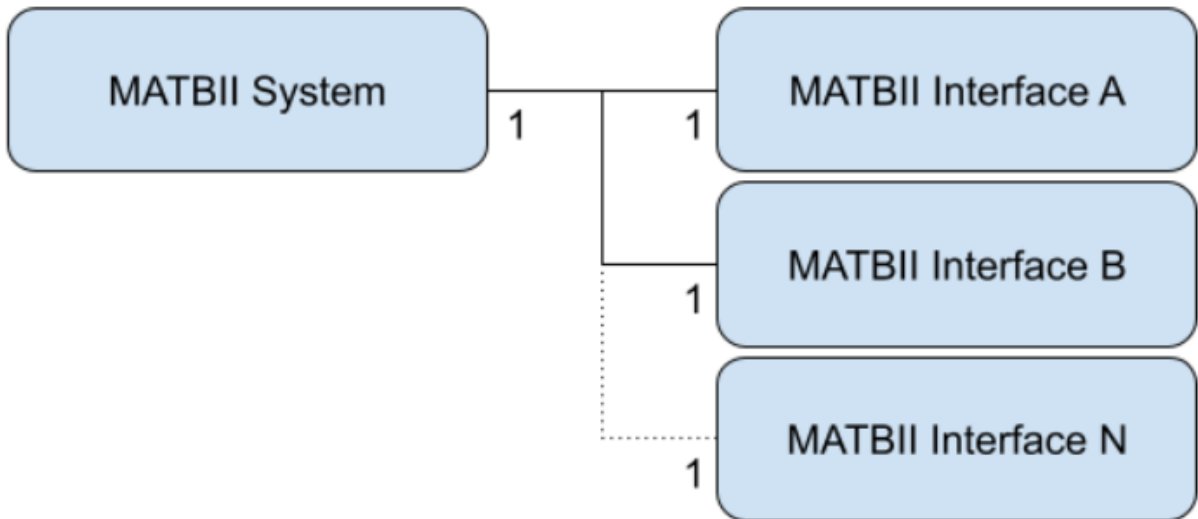 MATBII System
1
1
MATBII Interface A
MATBII Interface B
1
MATBII Interface N
1